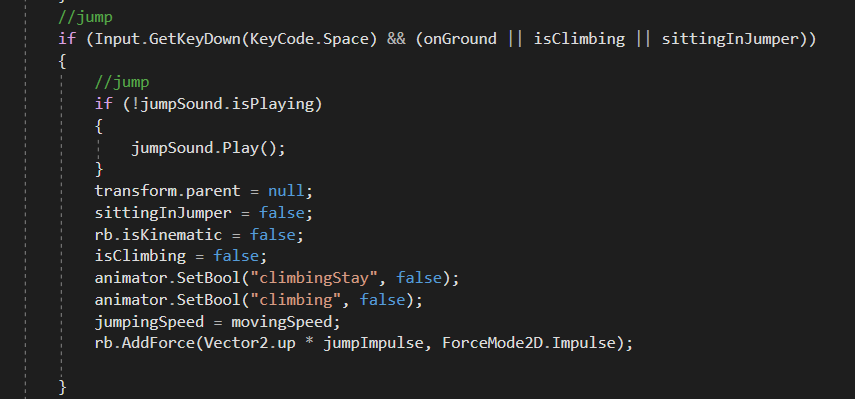 //jump
if (Input.GetKeyDown(KeyCode.Space) && (onGround || isClimbing || sittingInJumper))
{
//jump
if (!jumpSound.isPlaying)
{
jumpSound.Play();
}
transform.parent = null;
sittingInJumper = false;
rb.isKinematic = false;
isClimbing = false;
animator.SetBool("climbingStay", false);
animator.SetBool("climbing", false);
jumpingSpeed = movingSpeed;
rb.AddForce(Vector2.up * jumpImpulse, ForceMode2D.Impulse);
}